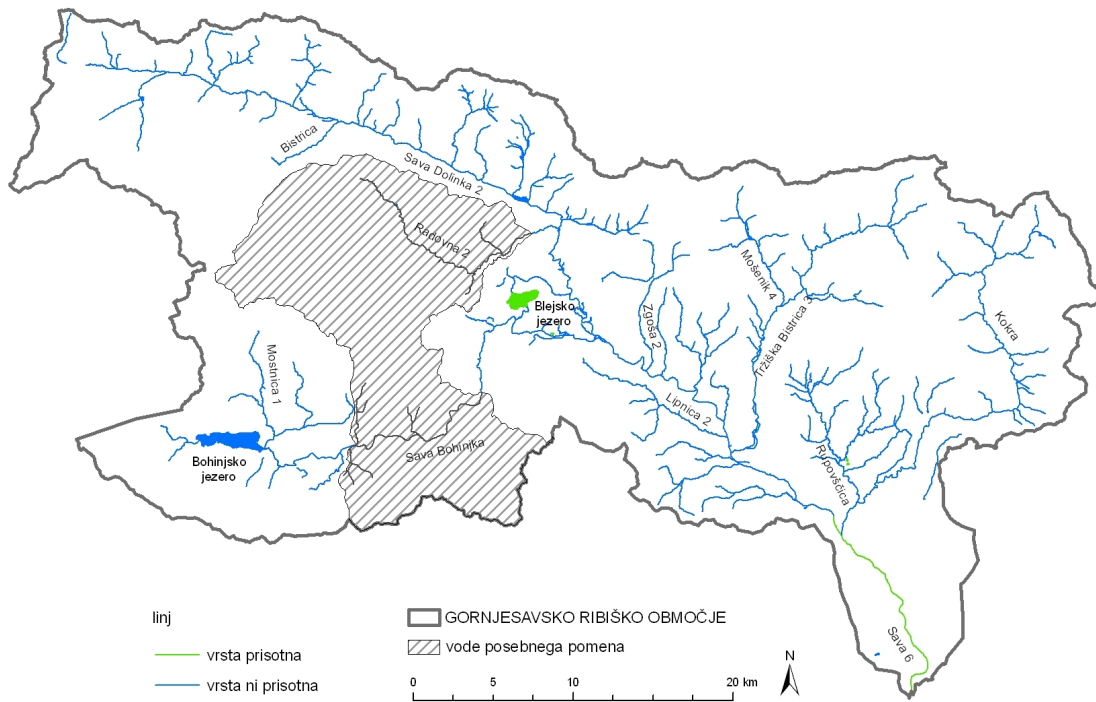 Bistrica
Sava Dolinka 2
Radovna 2
Mošenik 4
Blejsko
jezero
Zgoša 2
Tržiška Bistrica 3
Kokra
Mostnica 1
Lipnica 2
Bohinjsko
jezero
Sava Bohinjka
Rupovščica
Sava 6
linj
vrsta prisotna
vrsta ni prisotna
GORNJESAVSKO RIBIŠKO OBMOČJE
vode posebnega pomena
0 5 10 20 km
N